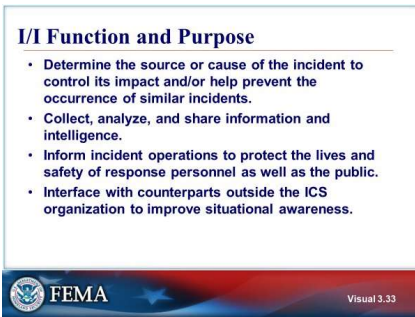 I/I Function and Purpose
• Determine the source or cause of the incident to
control its impact and/or help prevent the
occurrence of similar incidents.
• Collect, analyze, and share information and
intelligence.
• Inform incident operations to protect the lives and
safety of response personnel as well as the public.
• Interface with counterparts outside the ICS
organization to improve situational awareness.
FEMA
Visual 3.33